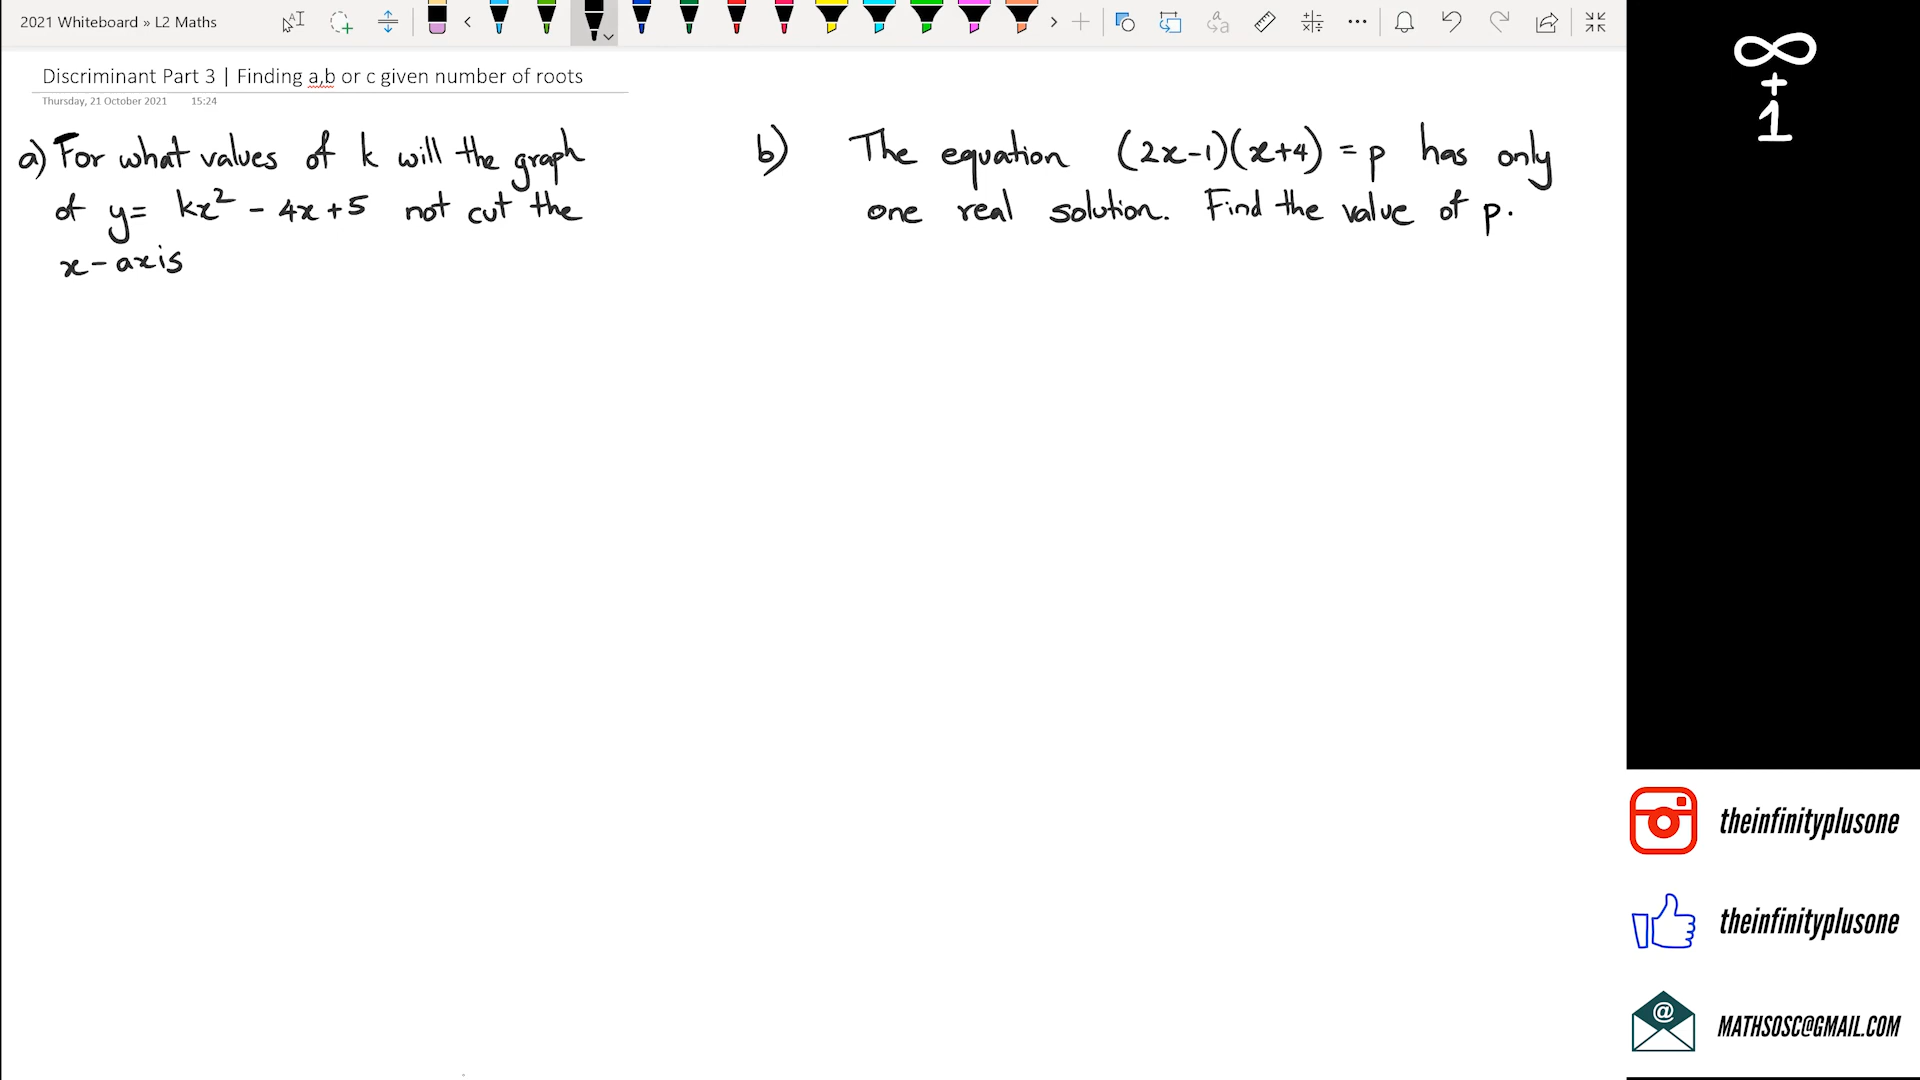 2021 Whiteboard » L2 Maths
Discriminant Part 3 | Finding a,b or c given number of roots
Thursday, 21 October 2021 15:24
a) For what values of k will the graph
of y= kx² - 4x+5 not cut the
x-axis
b) The equation (2x-1)(x+4) = p has only
one real solution. Find the value of p.
∞
+
1
theinfinityplusone
theinfinityplusone
@ MATHSOSC@GMAIL.COM